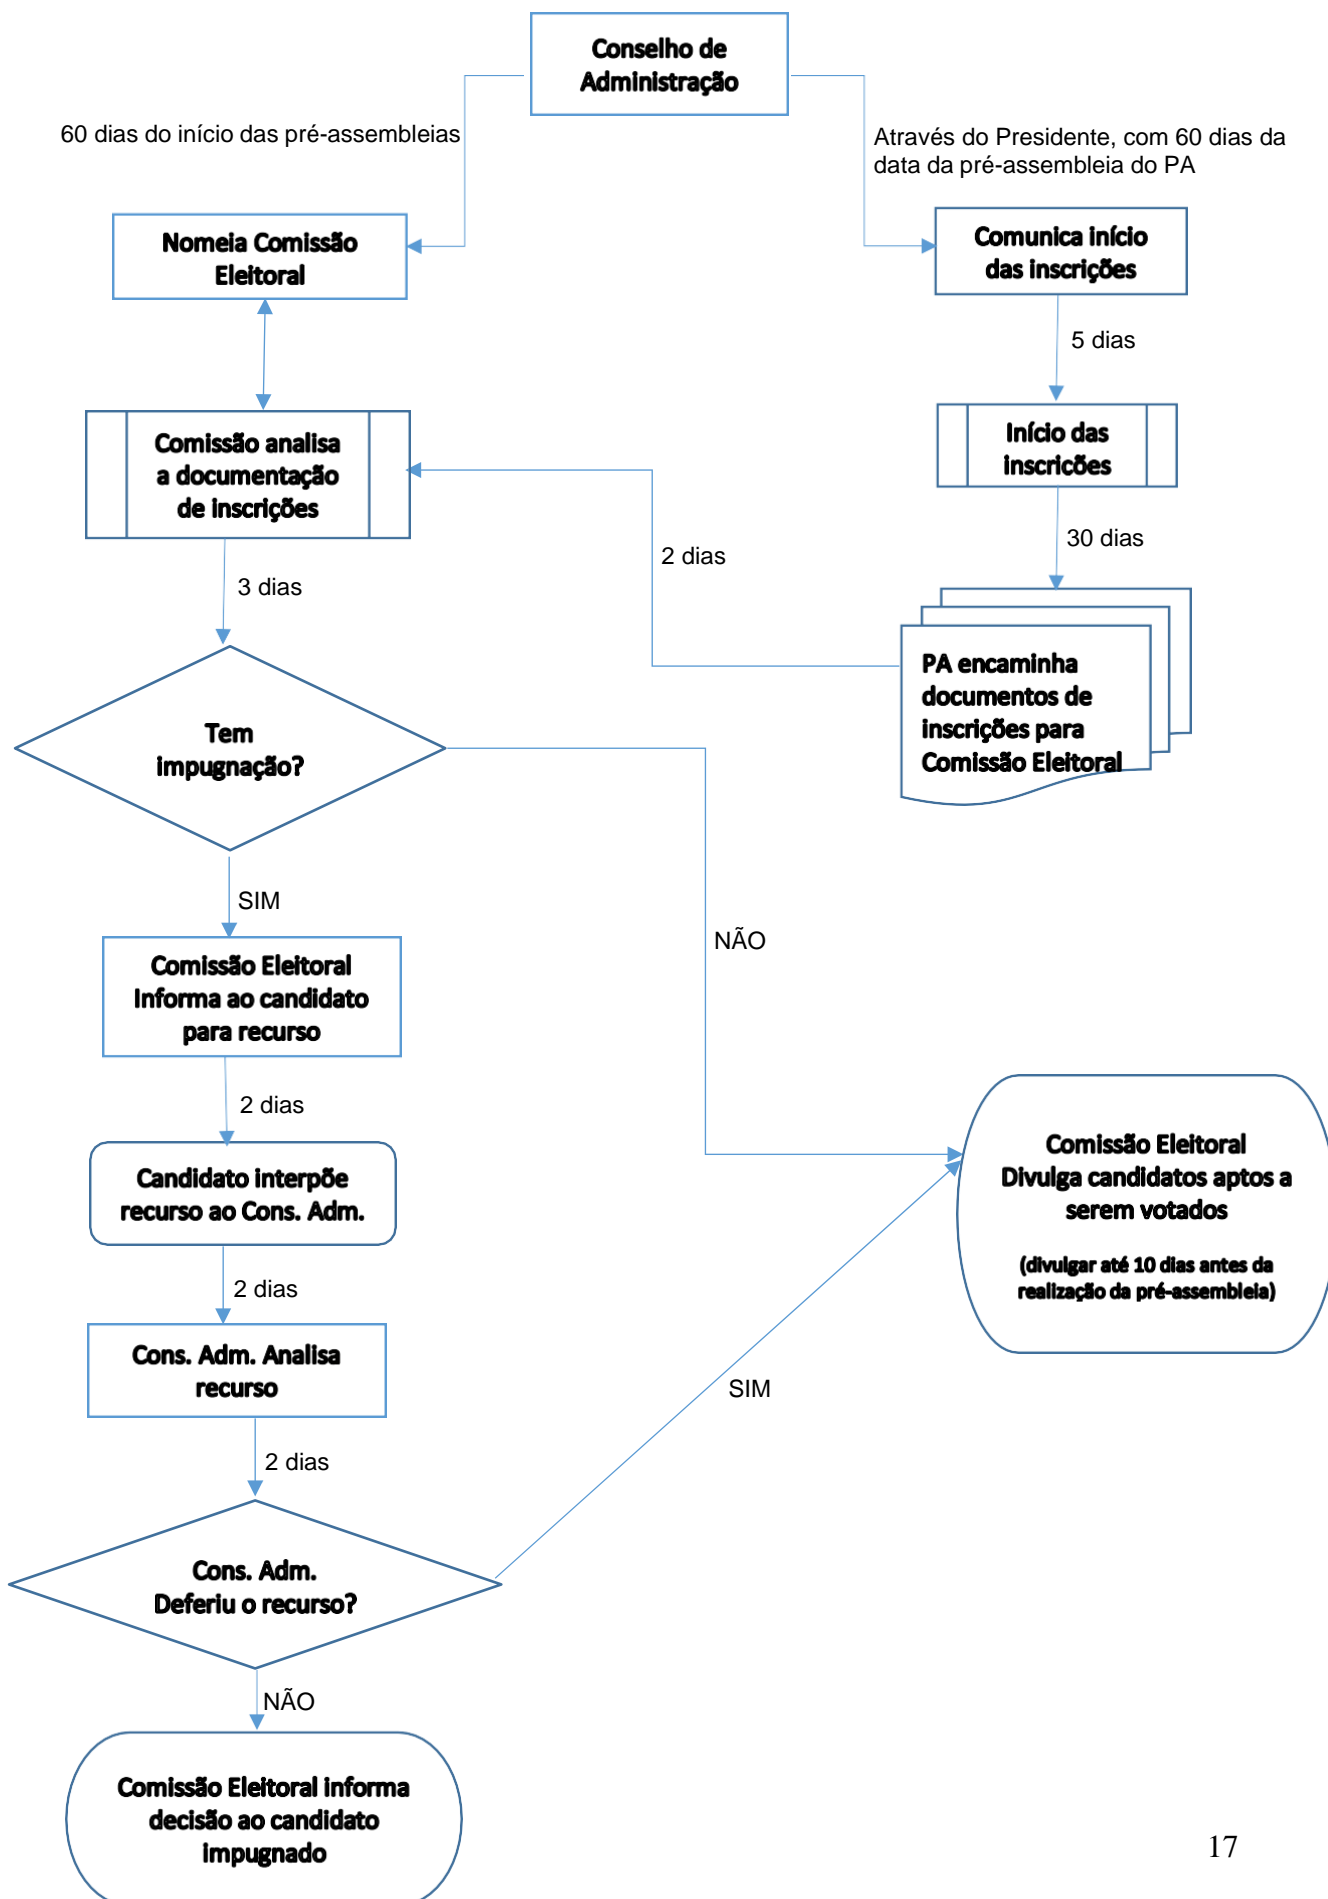 Conselho de
Administração
60 dias do início das pré-assembleias
Através do Presidente, com 60 dias da
data da pré-assembleia do PA
Nomeia Comissão
Eleitoral
Comunica início
das inscrições
5 dias
Comissão analisa
a documentação
de inscrições
Início das
inscricões
2 dias
30 dias
3 dias
PA encaminha
documentos de
inscrições para
Comissão Eleitoral
Tem
impugnação?
SIM
NÃO
Comissão Eleitoral
Informa ao candidato
para recurso
2 dias
Candidato interpõe
recurso ao Cons. Adm.
Comissão Eleitoral
Divulga candidatos aptos a
serem votados
(divulgar até 10 dias antes da
realização da pré-assembleia)
2 dias
Cons. Adm. Analisa
recurso
SIM
2 dias
Cons. Adm.
Deferiu o recurso?
NÃO
Comissão Eleitoral informa
decisão ao candidato
impugnado
17